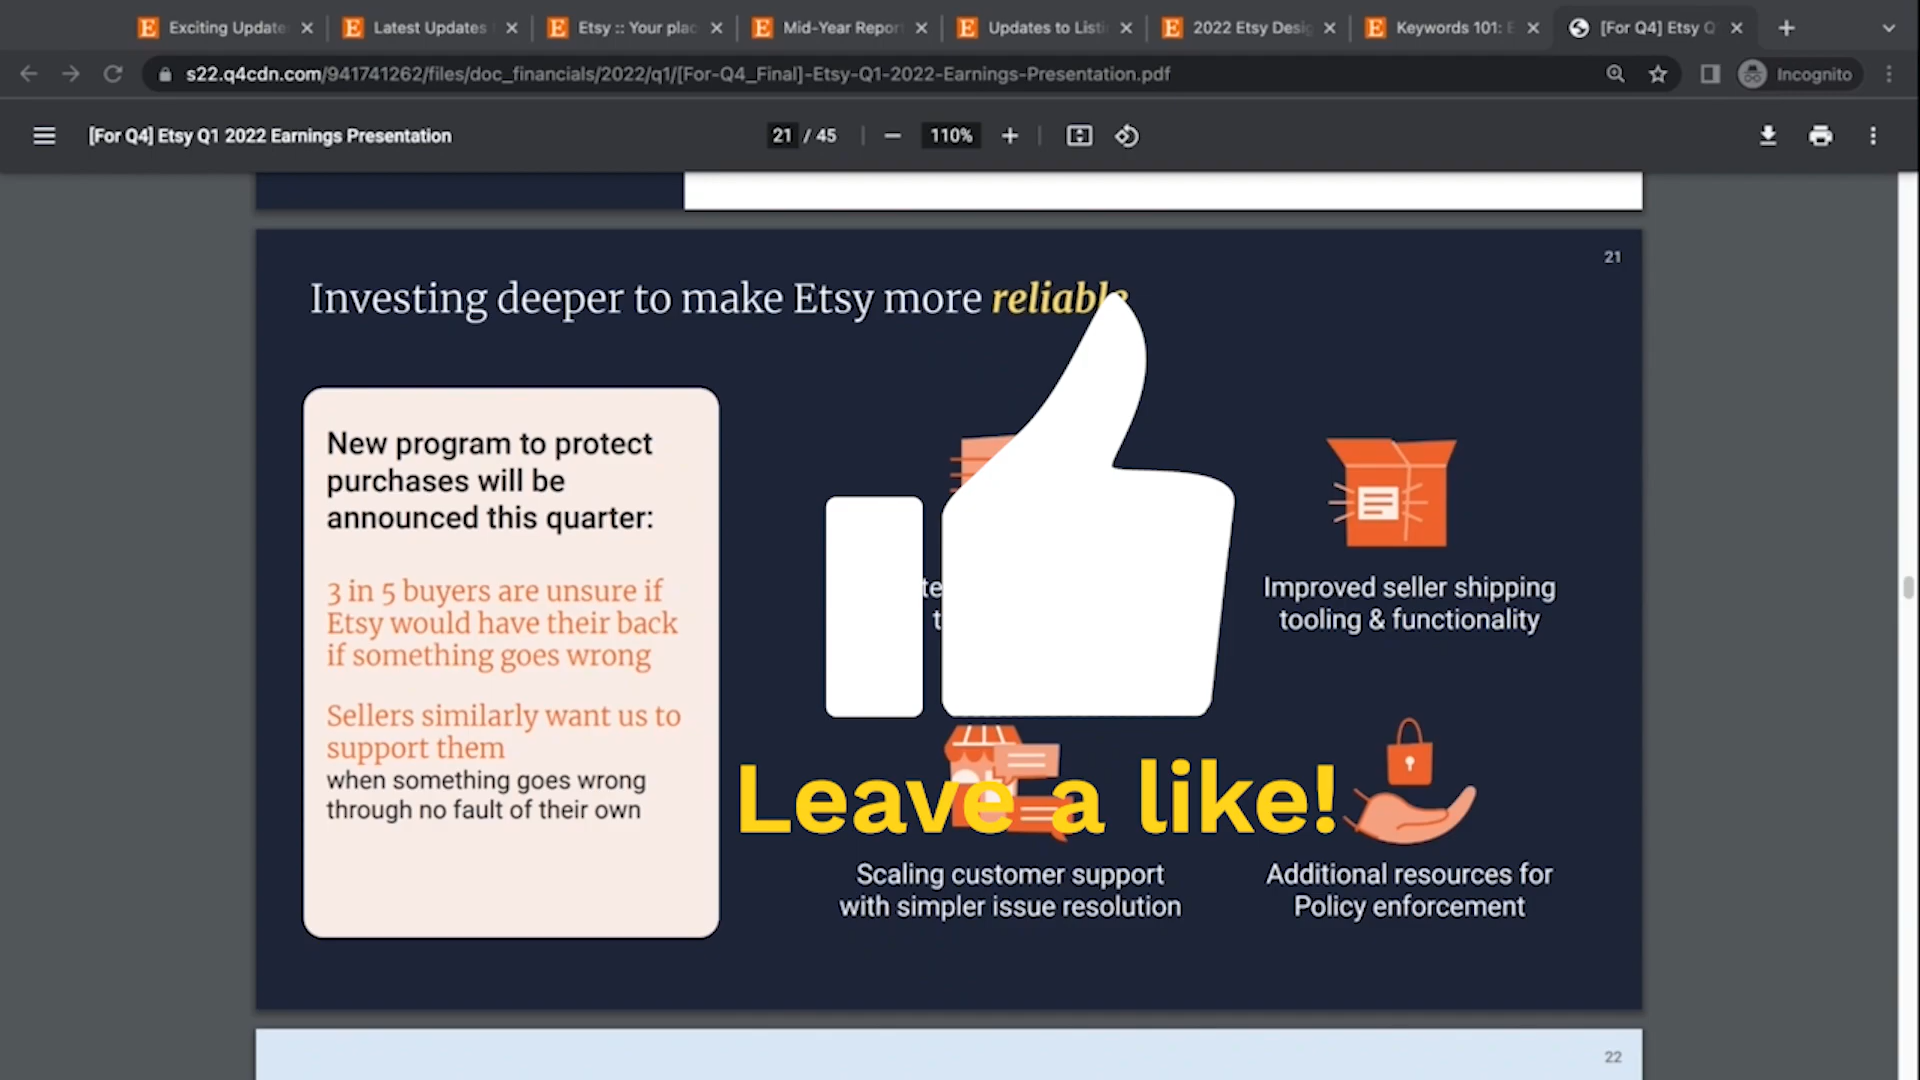 Exciting Update
Latest Updates
Etsy :: Your plac
Mid-Year Report
Updates to Listi
2022 Etsy Desig
Keywords 101: E
[For Q4] Etsy Q
s22.q4cdn.com/941741262/files/doc_financials/2022/q1/[For-Q4_Final]-Etsy-Q1-2022-Earnings-Presentation.pdf
Incognito
[For Q4] Etsy Q1 2022 Earnings Presentation
21 / 45
110%
21
Investing deeper to make Etsy more reliable
New program to protect
purchases will be
announced this quarter:
3 in 5 buyers are unsure if
Etsy would have their back
if something goes wrong
Sellers similarly want us to
support them
when something goes wrong
through no fault of their own
Improved seller shipping
tooling & functionality
Leave a like!
Scaling customer support
with simpler issue resolution
Additional resources for
Policy enforcement
22